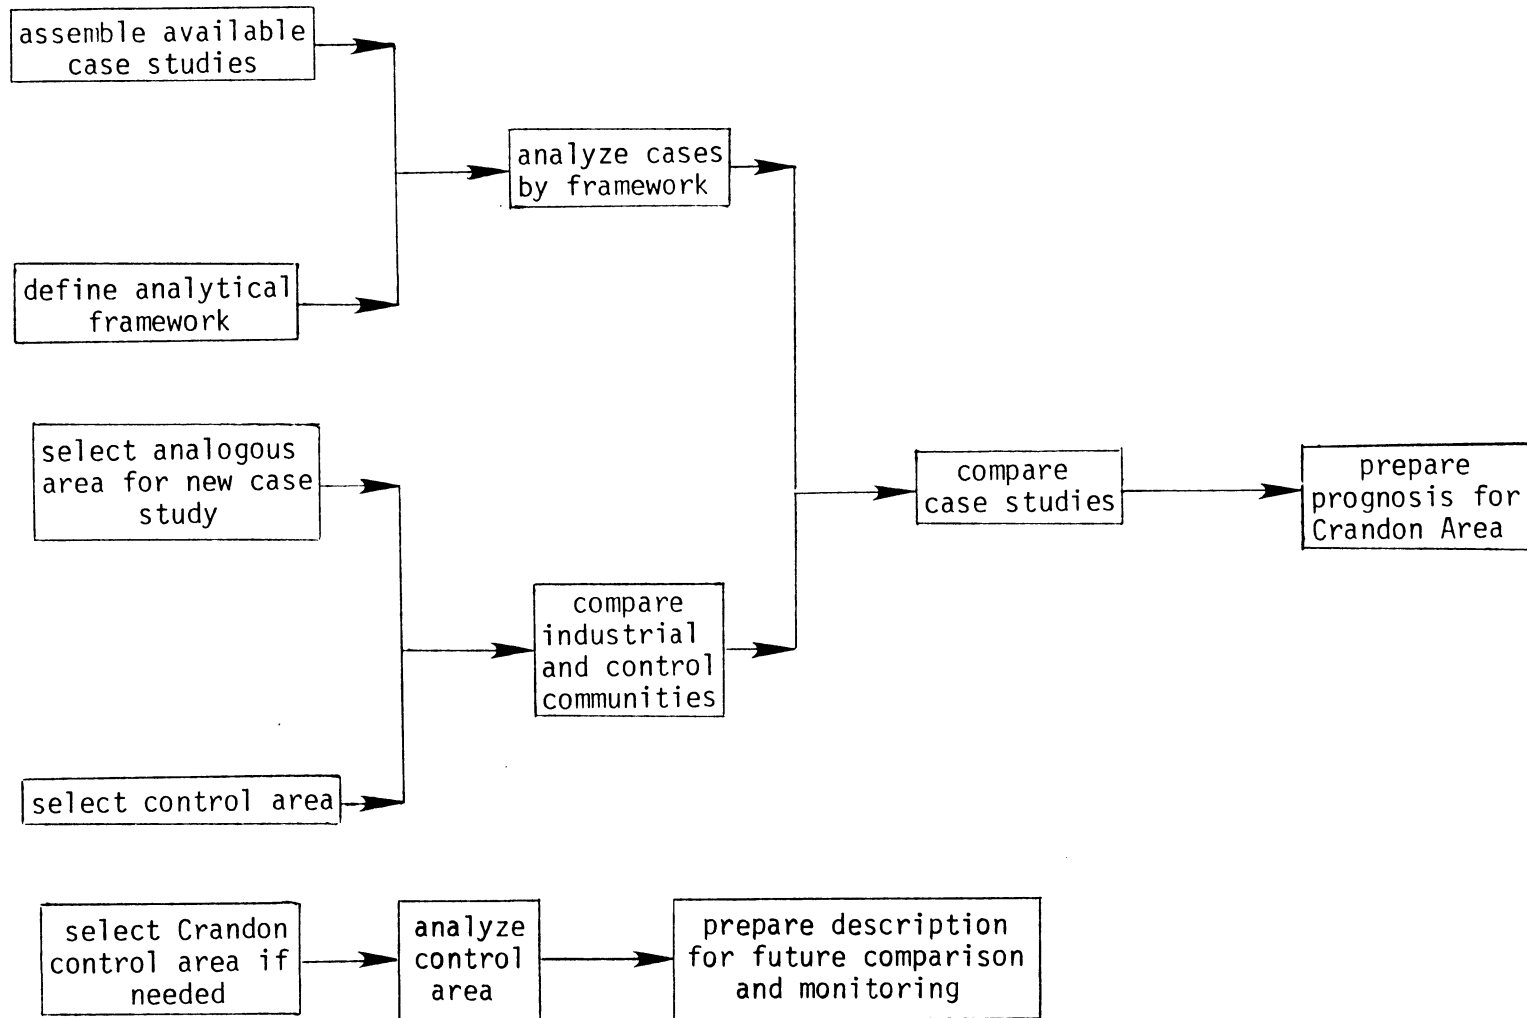 assemble available
case studies
define analytical
framework
analyze cases
by framework
select analogous
area for new case
study
select control area
compare
industrial
and control
communities
compare
case studies
prepare
prognosis for
Crandon Area
select Crandon
control area if
needed
analyze
control
area
prepare description
for future comparison
and monitoring